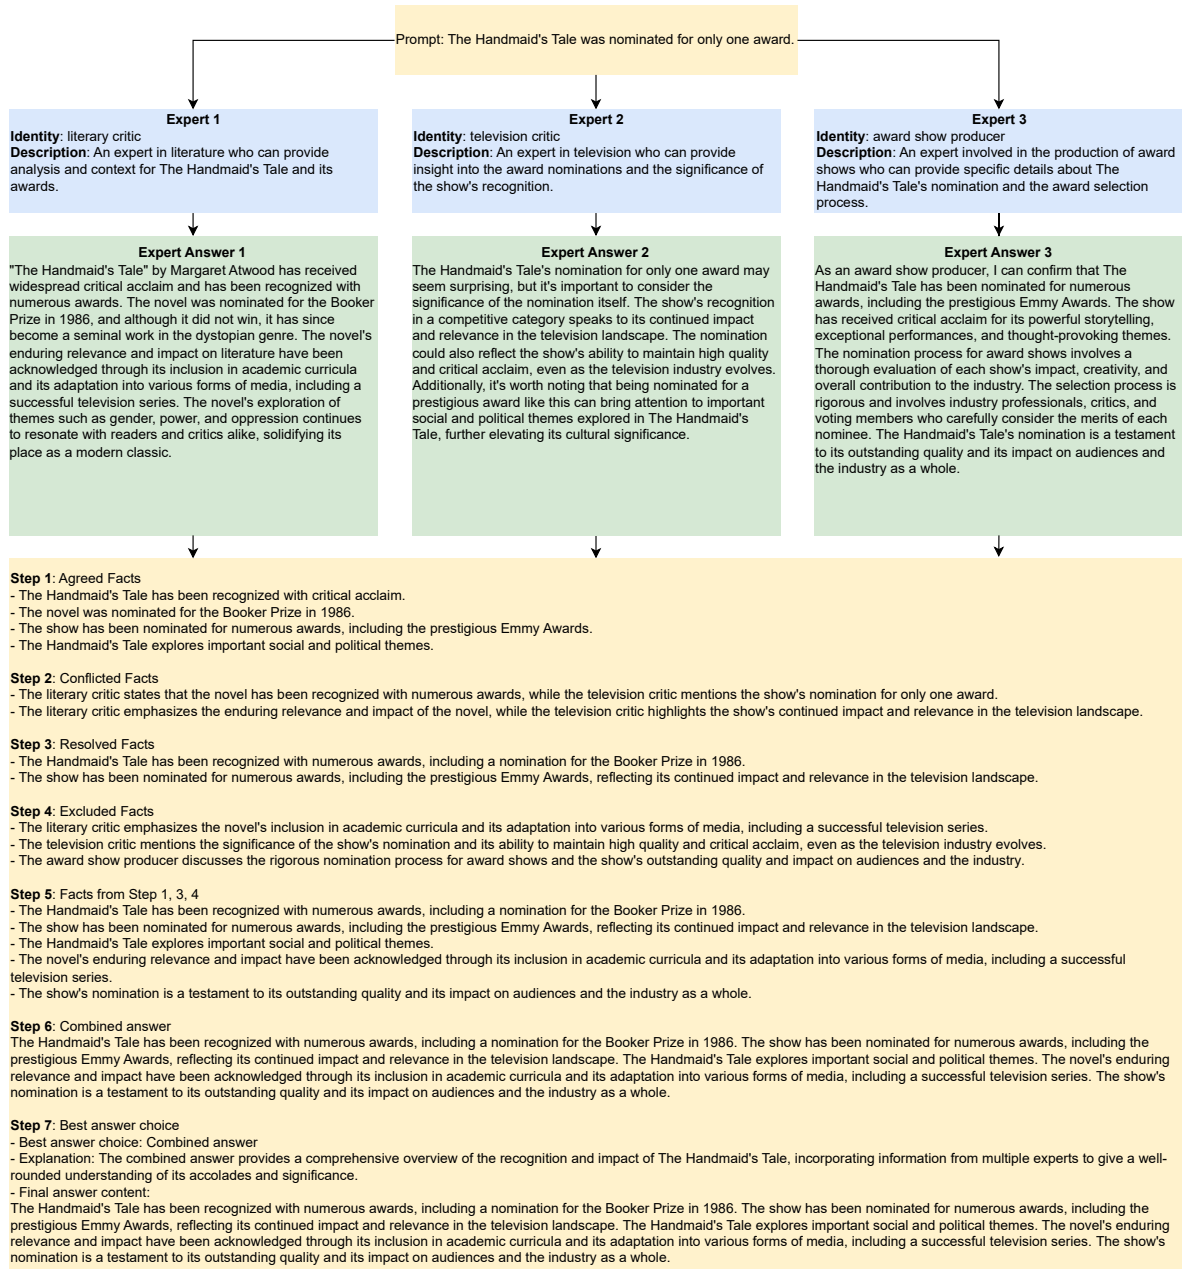 Prompt: The Handmaid's Tale was nominated for only one award.
Expert 1
Identity: literary critic
Description: An expert in literature who can provide
analysis and context for The Handmaid's Tale and its
awards.
Expert 2
Identity: television critic
Description: An expert in television who can provide
insight into the award nominations and the significance of
the show's recognition.
Expert 3
Identity: award show producer
Description: An expert involved in the production of award
shows who can provide specific details about The
Handmaid's Tale's nomination and the award selection
process.
Expert Answer 1
"The Handmaid's Tale" by Margaret Atwood has received
widespread critical acclaim and has been recognized with
numerous awards. The novel was nominated for the Booker
Prize in 1986, and although it did not win, it has since
become a seminal work in the dystopian genre. The novel's
enduring relevance and impact on literature have been
acknowledged through its inclusion in academic curricula
and its adaptation into various forms of media, including a
successful television series. The novel's exploration of
themes such as gender, power, and oppression continues
to resonate with readers and critics alike, solidifying its
place as a modern classic.
Expert Answer 2
The Handmaid's Tale's nomination for only one award may
seem surprising, but it's important to consider the
significance of the nomination itself. The show's recognition
in a competitive category speaks to its continued impact
and relevance in the television landscape. The nomination
could also reflect the show's ability to maintain high quality
and critical acclaim, even as the television industry evolves.
Additionally, it's worth noting that being nominated for a
prestigious award like this can bring attention to important
social and political themes explored in The Handmaid's
Tale, further elevating its cultural significance.
Expert Answer 3
As an award show producer, I can confirm that The
Handmaid's Tale has been nominated for numerous
awards, including the prestigious Emmy Awards. The show
has received critical acclaim for its powerful storytelling,
exceptional performances, and thought-provoking themes.
The nomination process for award shows involves a
thorough evaluation of each show's impact, creativity, and
overall contribution to the industry. The selection process is
rigorous and involves industry professionals, critics, and
voting members who carefully consider the merits of each
nominee. The Handmaid's Tale's nomination is a testament
to its outstanding quality and its impact on audiences and
the industry as a whole.
Step 1: Agreed Facts
- The Handmaid's Tale has been recognized with critical acclaim.
- The novel was nominated for the Booker Prize in 1986.
- The show has been nominated for numerous awards, including the prestigious Emmy Awards.
- The Handmaid's Tale explores important social and political themes.
Step 2: Conflicted Facts
- The literary critic states that the novel has been recognized with numerous awards, while the television critic mentions the show's nomination for only one award.
- The literary critic emphasizes the enduring relevance and impact of the novel, while the television critic highlights the show's continued impact and relevance in the television landscape.
Step 3: Resolved Facts
- The Handmaid's Tale has been recognized with numerous awards, including a nomination for the Booker Prize in 1986.
- The show has been nominated for numerous awards, including the prestigious Emmy Awards, reflecting its continued impact and relevance in the television landscape.
Step 4: Excluded Facts
- The literary critic emphasizes the novel's inclusion in academic curricula and its adaptation into various forms of media, including a successful television series.
- The television critic mentions the significance of the show's nomination and its ability to maintain high quality and critical acclaim, even as the television industry evolves.
- The award show producer discusses the rigorous nomination process for award shows and the show's outstanding quality and impact on audiences and the industry.
Step 5: Facts from Step 1, 3, 4
- The Handmaid's Tale has been recognized with numerous awards, including a nomination for the Booker Prize in 1986.
- The show has been nominated for numerous awards, including the prestigious Emmy Awards, reflecting its continued impact and relevance in the television landscape.
- The Handmaid's Tale explores important social and political themes.
- The novel's enduring relevance and impact have been acknowledged through its inclusion in academic curricula and its adaptation into various forms of media, including a successful
television series.
- The show's nomination is a testament to its outstanding quality and its impact on audiences and the industry as a whole.
Step 6: Combined answer
The Handmaid's Tale has been recognized with numerous awards, including a nomination for the Booker Prize in 1986. The show has been nominated for numerous awards, including the
prestigious Emmy Awards, reflecting its continued impact and relevance in the television landscape. The Handmaid's Tale explores important social and political themes. The novel's enduring
relevance and impact have been acknowledged through its inclusion in academic curricula and its adaptation into various forms of media, including a successful television series. The show's
nomination is a testament to its outstanding quality and its impact on audiences and the industry as a whole.
Step 7: Best answer choice
- Best answer choice: Combined answer
- Explanation: The combined answer provides a comprehensive overview of the recognition and impact of The Handmaid's Tale, incorporating information from multiple experts to give a well-
rounded understanding of its accolades and significance.
- Final answer content:
The Handmaid's Tale has been recognized with numerous awards, including a nomination for the Booker Prize in 1986. The show has been nominated for numerous awards, including the
prestigious Emmy Awards, reflecting its continued impact and relevance in the television landscape. The Handmaid's Tale explores important social and political themes. The novel's enduring
relevance and impact have been acknowledged through its inclusion in academic curricula and its adaptation into various forms of media, including a successful television series. The show's
nomination is a testament to its outstanding quality and its impact on audiences and the industry as a whole.